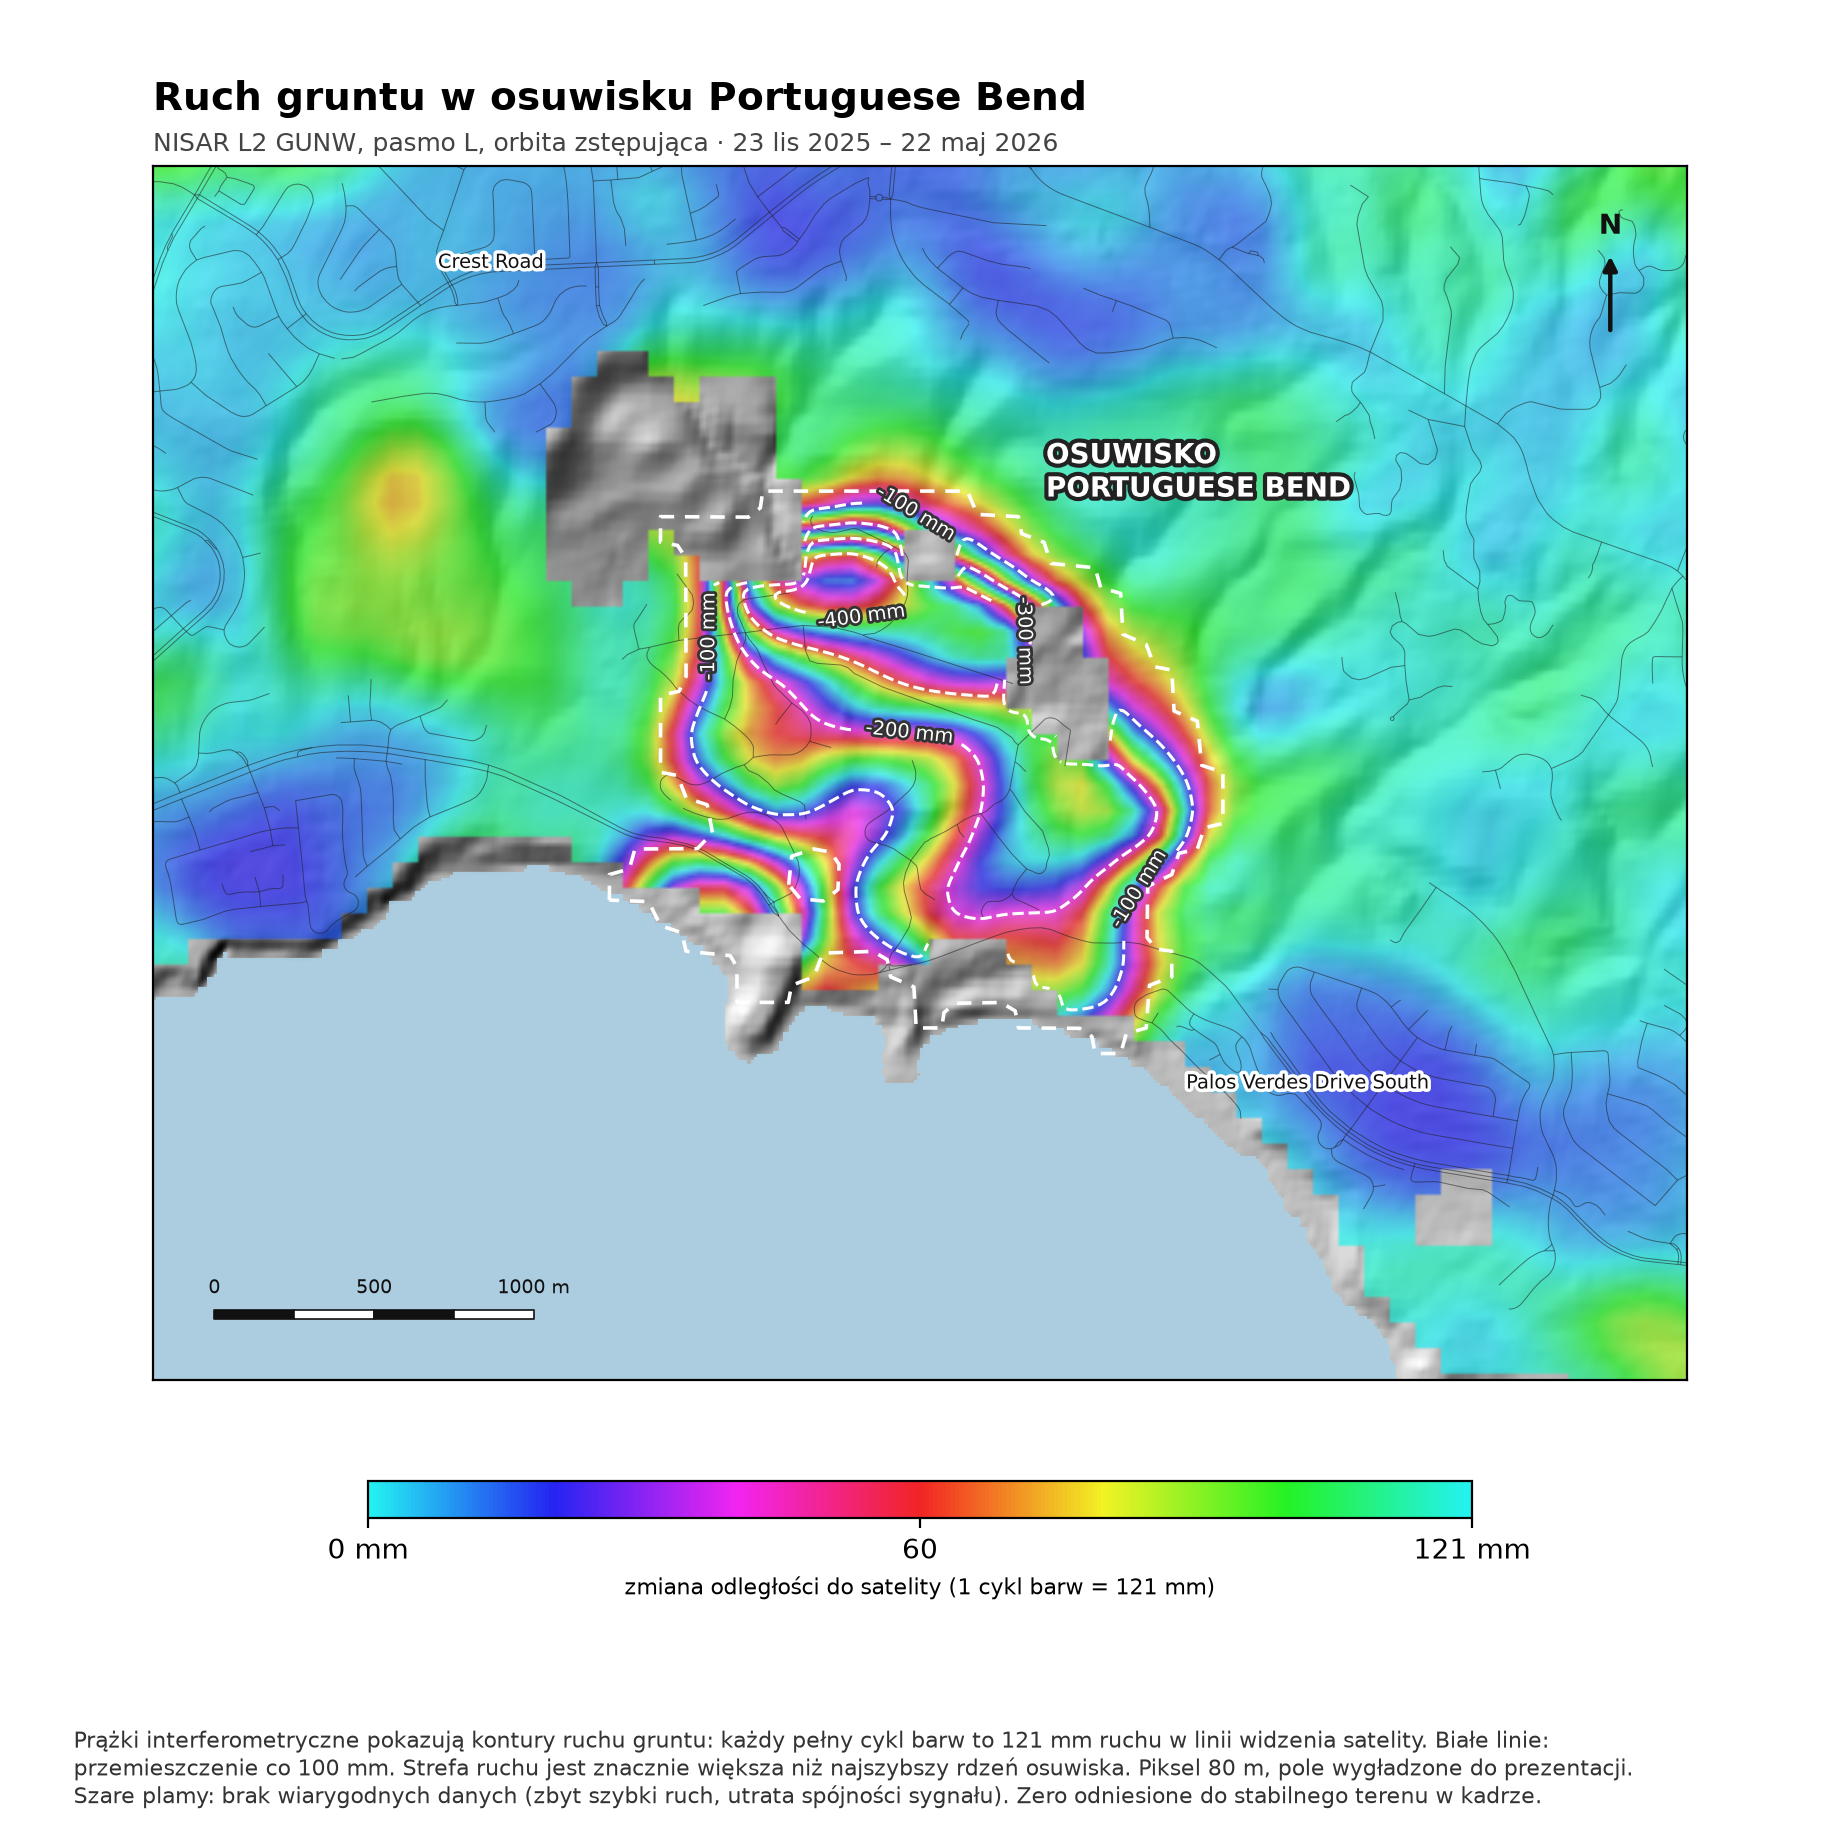 Ruch gruntu w osuwisku Portuguese Bend
NISAR L2 GUNW, pasmo L, orbita zstępująca · 23 lis 2025 – 22 maj 2026
N
Crest Road
OSUWISKO
PORTUGUESE BEND
-100 mm
-400 mm
-300 mm
-100 mm
-200 mm
-100 mm
Palos Verdes Drive South
0 500 1000 m
0 mm 60 121 mm
zmiana odległości do satelity (1 cykl barw = 121 mm)
Prążki interferometryczne pokazują kontury ruchu gruntu: każdy pełny cykl barw to 121 mm ruchu w linii widzenia satelity. Białe linie:
przemieszczenie co 100 mm. Strefa ruchu jest znacznie większa niż najszybszy rdzeń osuwiska. Piksel 80 m, pole wygładzone do prezentacji.
Szare plamy: brak wiarygodnych danych (zbyt szybki ruch, utrata spójności sygnału). Zero odniesione do stabilnego terenu w kadrze.